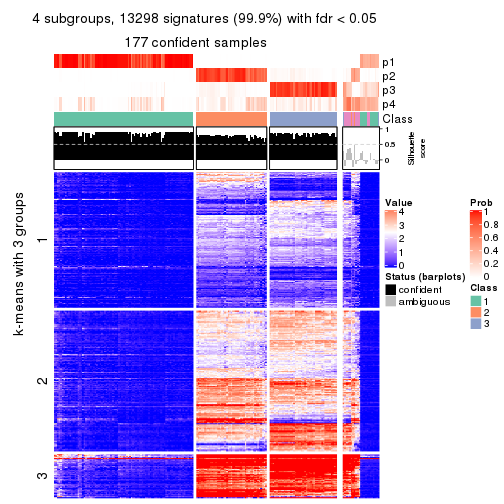 4 subgroups, 13298 signatures (99.9%) with fdr < 0.05
177 confident samples
p1
p2
p3
p4
Class
1
0.5
0
Silhouette
score
k-means with 3 groups
1
2
3
Value
4
3
2
1
0
Status (barplots)
confident
ambiguous
Prob
1
0.8
0.6
0.4
0.2
0
Class
1
2
3